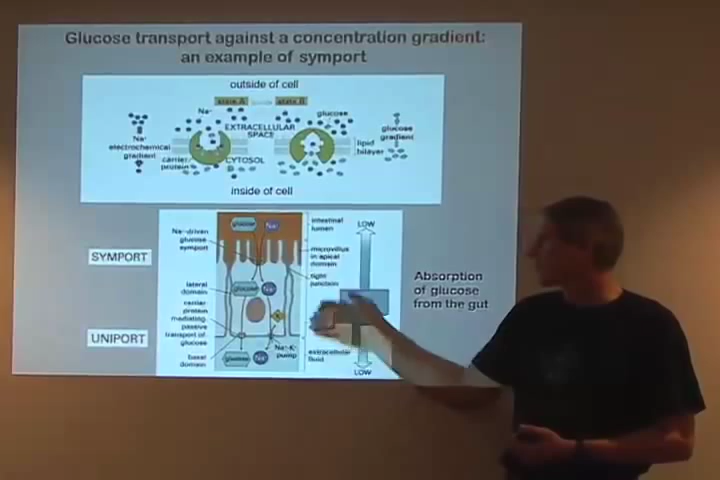 Glucose transport against a concentration gradient:
an example of symport
outside of cell
state A
state B
Na⁺
glucose
EXTRACELLULAR
SPACE
Na⁺
electrochemical
gradient
glucose
gradient
lipid
bilayer
carrier
protein
CYTOSOL
inside of cell
SYMPORT
UNIPORT
Na⁺-driven
glucose
symport
lateral
domain
carrier
protein
mediating
passive
transport of
glucose
basal
domain
glucose
Na⁺
glucose
Na⁺
glucose
Na⁺
Na⁺-K⁺
pump
intestinal
lumen
microvillus
in apical
domain
tight
junction
extracellular
fluid
LOW
LOW
Absorption
of glucose
from the gut